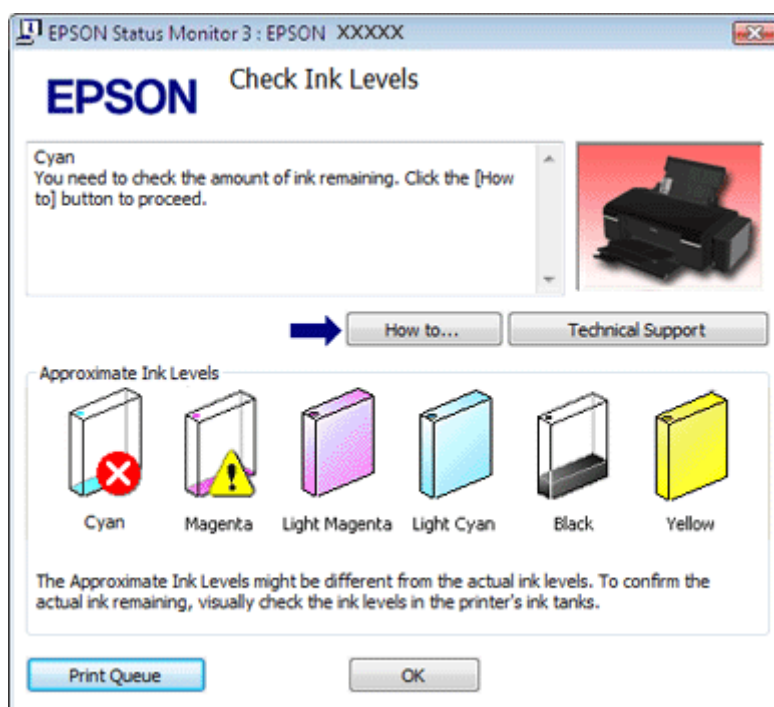 EPSON Status Monitor 3 : EPSON XXXXX
EPSON
Check Ink Levels
Cyan
You need to check the amount of ink remaining. Click the [How
to] button to proceed.
How to...
Technical Support
Approximate Ink Levels
Cyan
Magenta
Light Magenta
Light Cyan
Black
Yellow
The Approximate Ink Levels might be different from the actual ink levels. To confirm the
actual ink remaining, visually check the ink levels in the printer's ink tanks.
Print Queue
OK